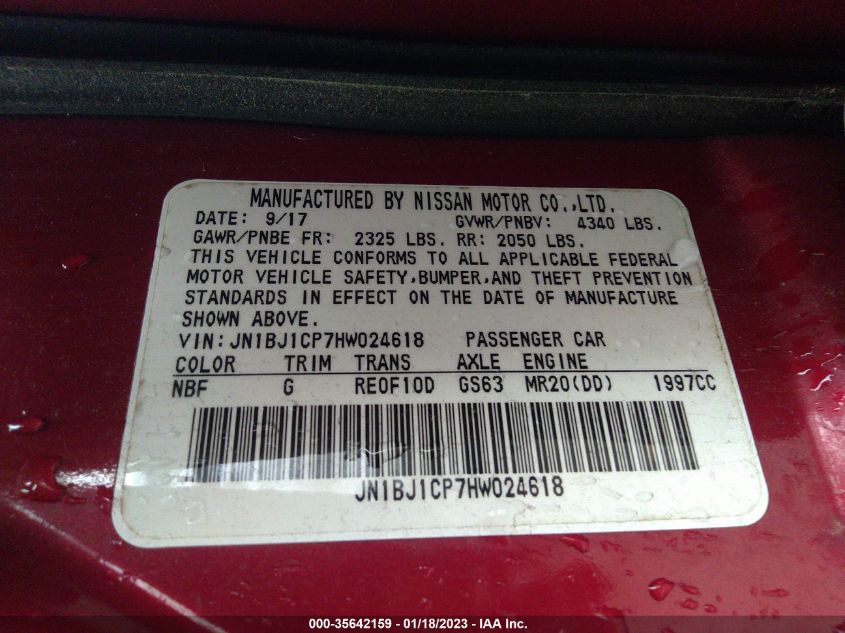 MANUFACTURED BY NISSAN MOTOR CO.,LTD.
DATE: 9/17 GVWR/PNBV: 4340 LBS.
GAWR/PNBE FR: 2325 LBS. RR: 2050 LBS.
THIS VEHICLE CONFORMS TO ALL APPLICABLE FEDERAL
MOTOR VEHICLE SAFETY,BUMPER,AND THEFT PREVENTION
STANDARDS IN EFFECT ON THE DATE OF MANUFACTURE
SHOWN ABOVE.
VIN:JN1BJ1CP7HW024618 PASSENGER CAR
COLOR TRIM TRANS AXLE ENGINE
NBF G RE0F10D GS63 MR20(DD) 1997CC
JN1BJ1CP7HW024618
000-35642159 - 01/18/2023 - IAA Inc.